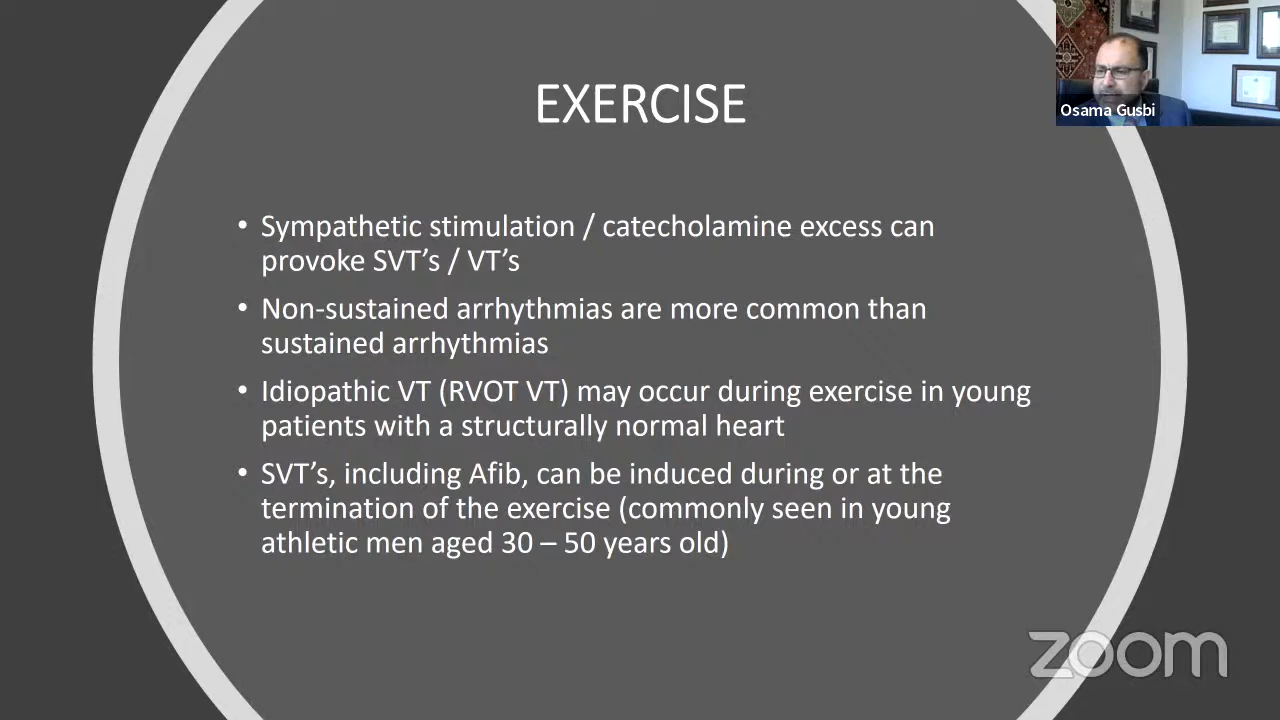 EXERCISE
Osama Gusbi
• Sympathetic stimulation / catecholamine excess can
provoke SVT’s / VT’s
• Non-sustained arrhythmias are more common than
sustained arrhythmias
• Idiopathic VT (RVOT VT) may occur during exercise in young
patients with a structurally normal heart
• SVT’s, including Afib, can be induced during or at the
termination of the exercise (commonly seen in young
athletic men aged 30 – 50 years old)
zoom